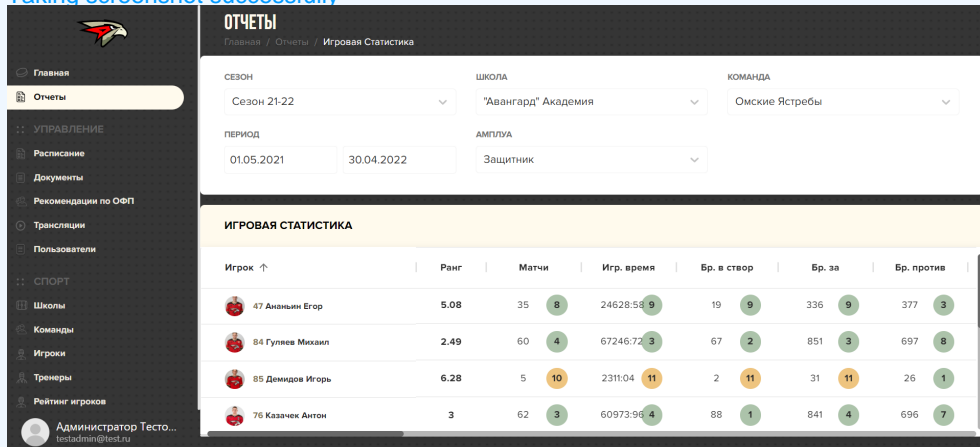 Taking screenshot successfully
ОТЧЕТЫ
Главная / Отчеты / Игровая Статистика
Главная
Отчеты
:: УПРАВЛЕНИЕ
Расписание
Документы
Рекомендации по ОФП
Трансляции
Пользователи
:: СПОРТ
Школы
Команды
Игроки
Тренеры
Рейтинг игроков
Администратор Тесто...
testadmin@test.ru
СЕЗОН ШКОЛА КОМАНДА
Сезон 21-22 "Авангард" Академия Омские Ястребы
ПЕРИОД АМПЛУА
01.05.2021 30.04.2022 Защитник
ИГРОВАЯ СТАТИСТИКА
Игрок ↑ Ранг Матчи Игр. время Бр. в створ Бр. за Бр. против
47 Ананьин Егор 5.08 35 8 24628:58 9 19 9 336 9 377 3
84 Гуляев Михаил 2.49 60 4 67246:72 3 67 2 851 3 697 8
85 Демидов Игорь 6.28 5 10 2311:04 11 2 11 31 11 26 1
76 Казачек Антон 3 62 3 60973:96 4 88 1 841 4 696 7